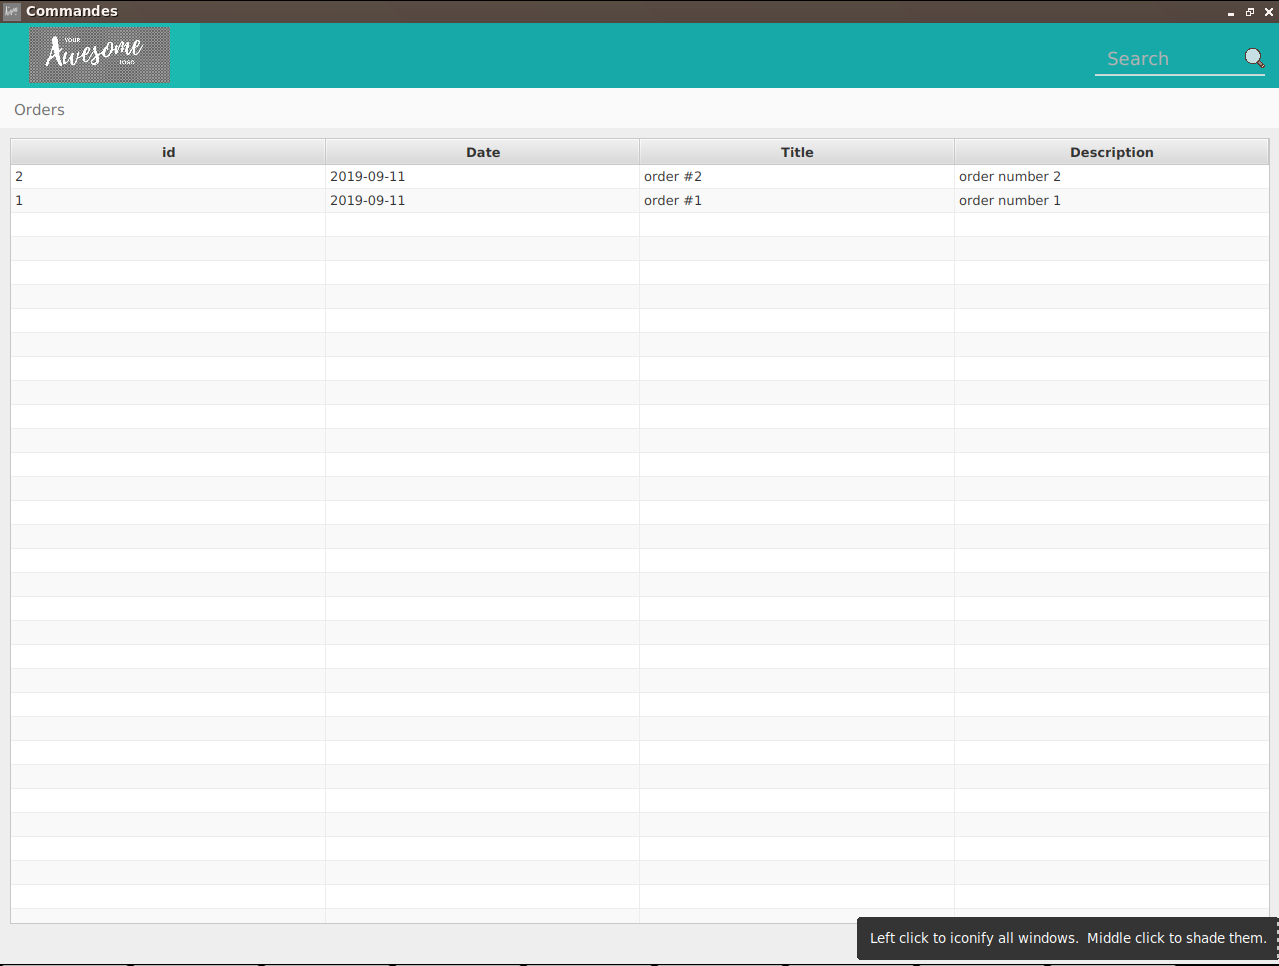 Commandes
YOUR
Awesome
LOGO
Search
Orders
id Date Title Description
2 2019-09-11 order #2 order number 2
1 2019-09-11 order #1 order number 1
Left click to iconify all windows.  Middle click to shade them.